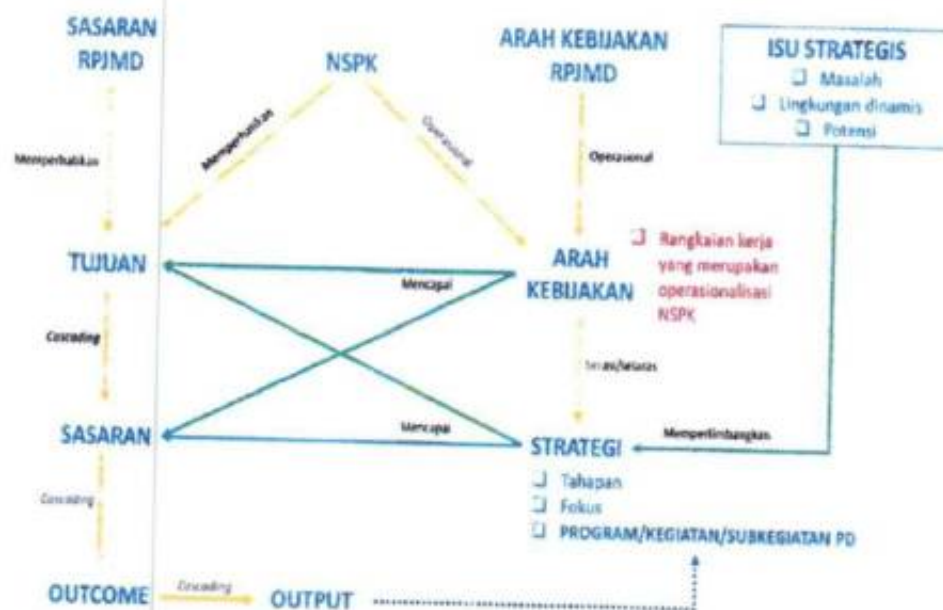 SASARAN
RPJMD
NSPK
ARAH KEBIJAKAN
RPJMD
ISU STRATEGIS
Masalah
Lingkungan dinamis
Potensi
Memperhatikan
Memperhatikan
Operasional
Operasional
TUJUAN
Mencapai
ARAH
KEBIJAKAN
Rangkaian kerja
yang merupakan
operasionalisasi
NSPK
Cascading
SASARAN
Mencapai
STRATEGI
Memperlimbangkan
Tahapan
Fokus
PROGRAM/KEGIATAN/SUBKEGIATAN PD
Cascading
OUTCOME
Cascading
OUTPUT